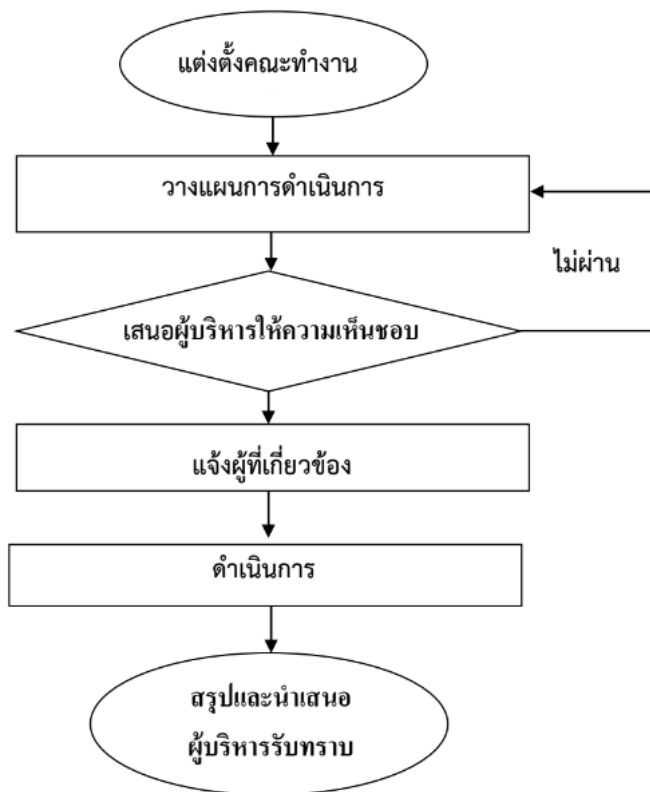 แต่งตั้งคณะทำงาน
วางแผนการดำเนินการ
ไม่ผ่าน
เสนอผู้บริหารให้ความเห็นชอบ
แจ้งผู้ที่เกี่ยวข้อง
ดำเนินการ
สรุปและนำเสนอ
ผู้บริหารรับทราบ